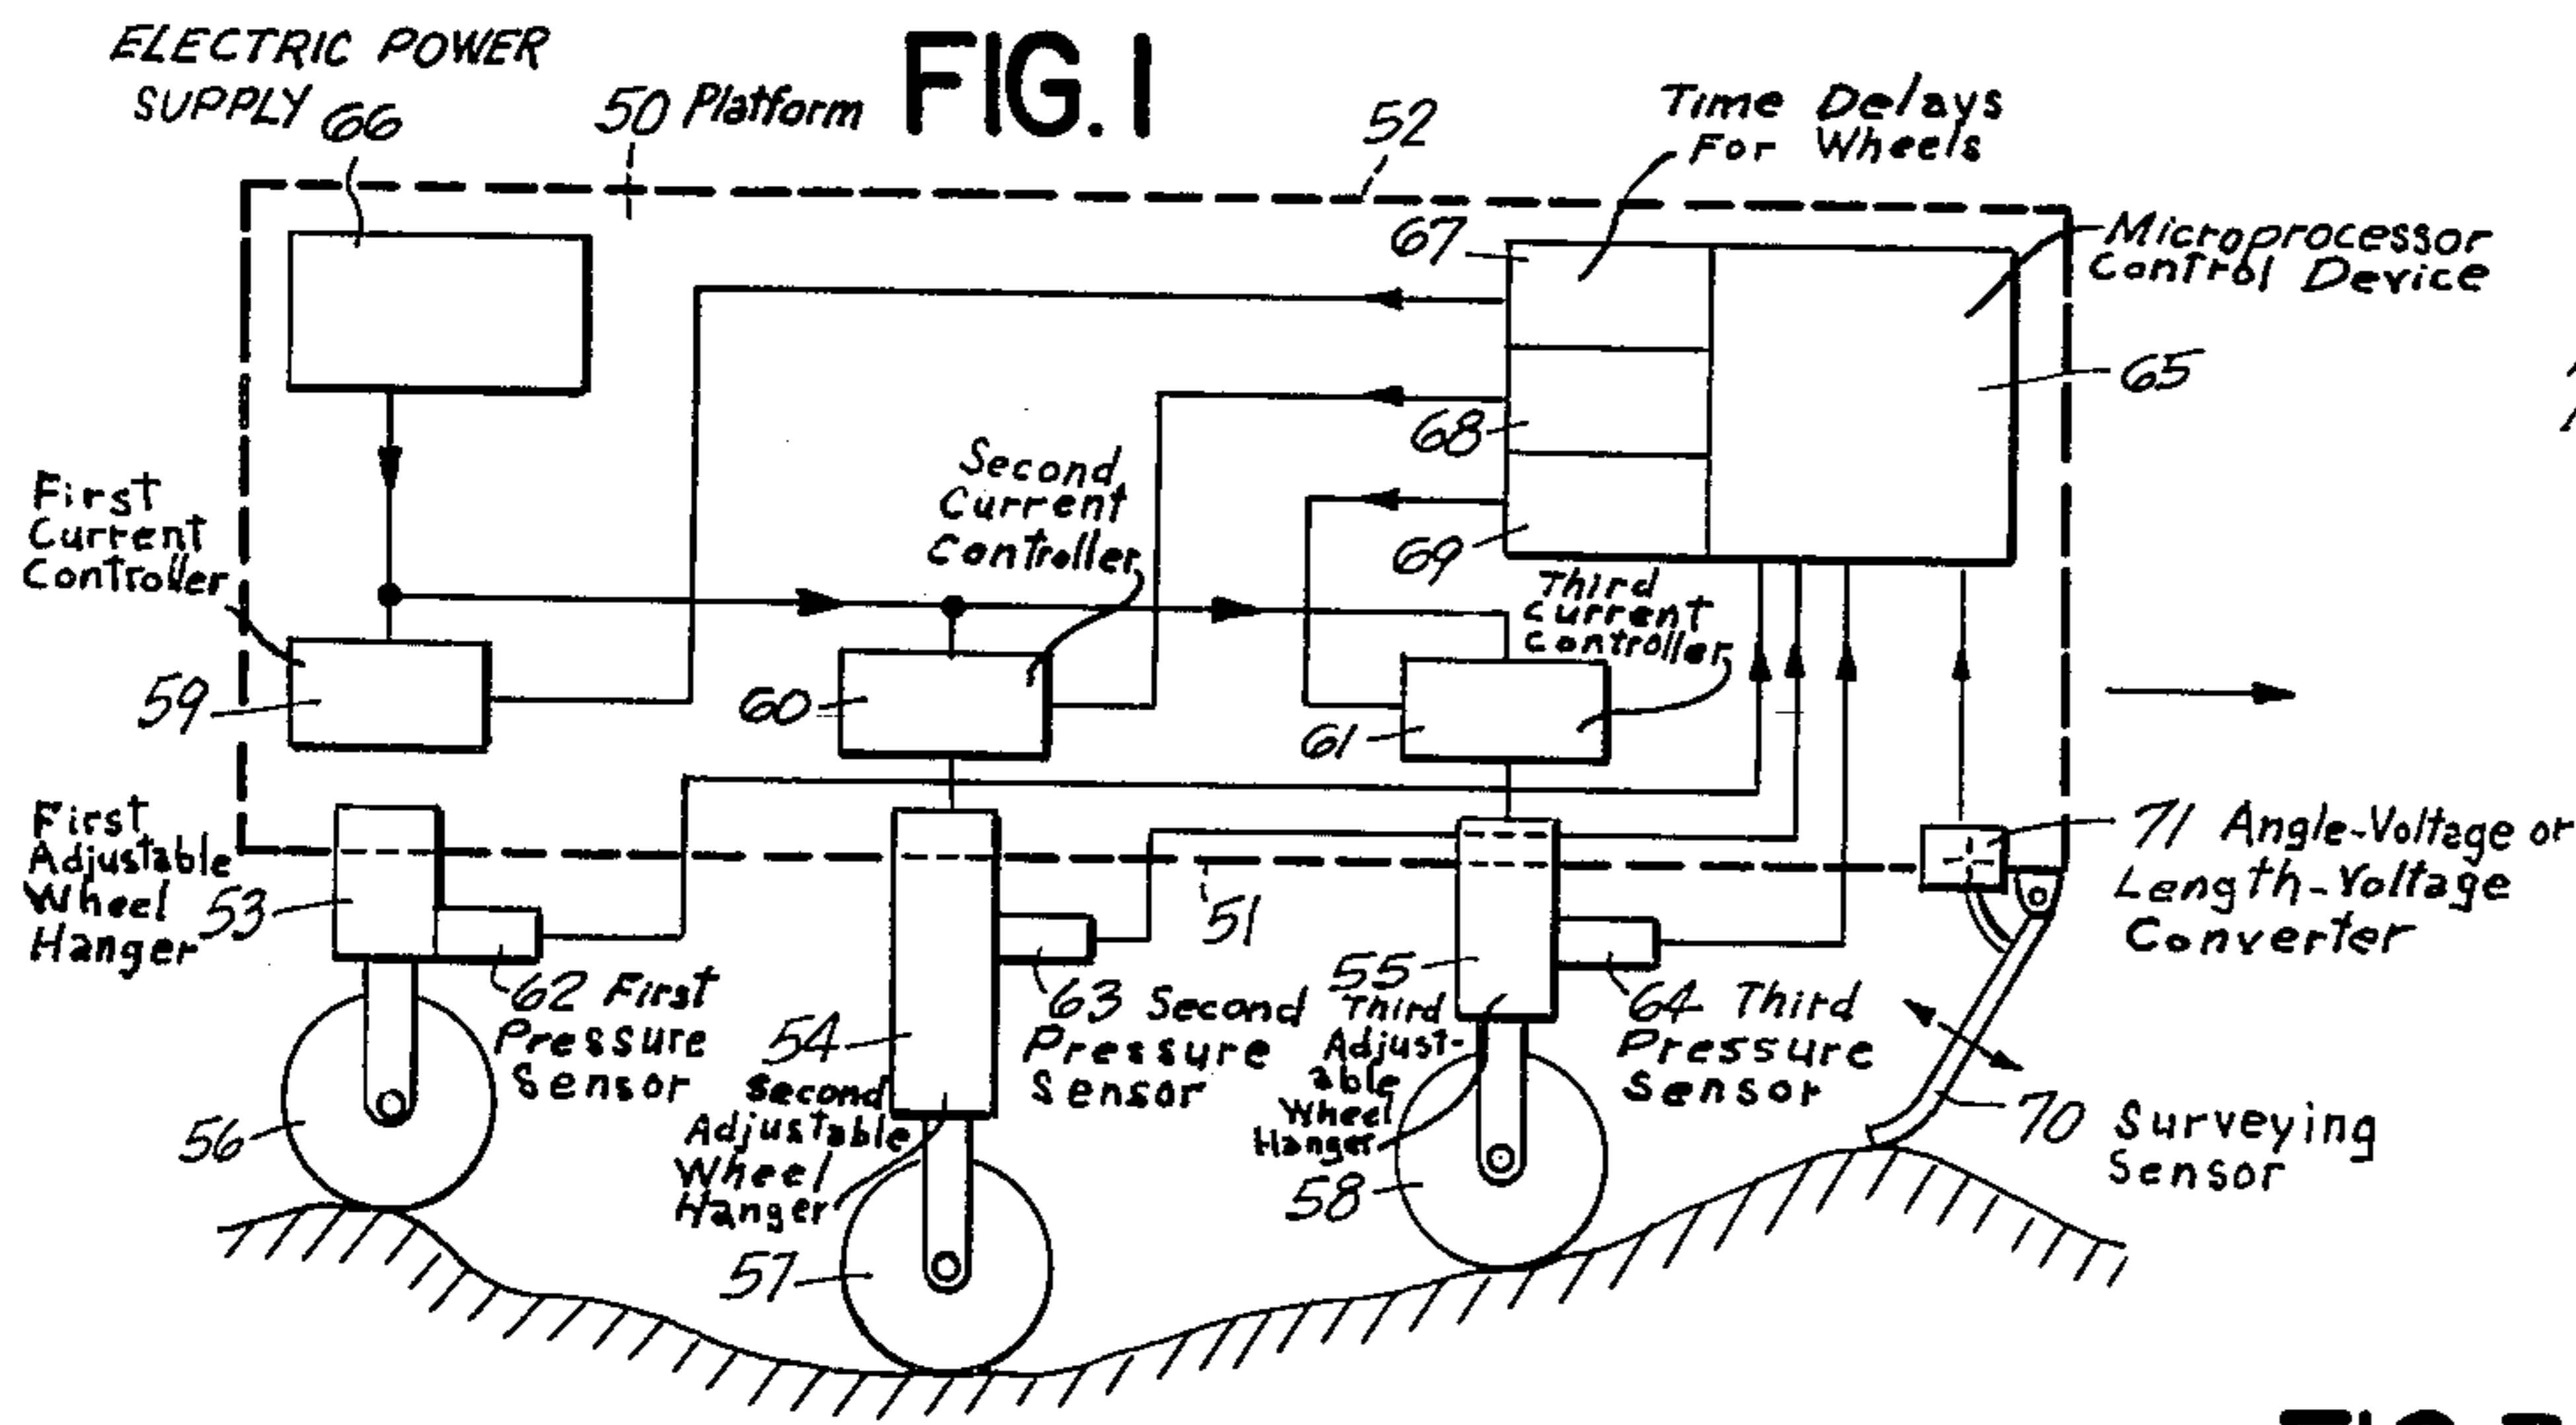 ELECTRIC POWER
SUPPLY 66
50 Platform
FIG. 1
52
Time Delays
For Wheels
67
Microprocessor
Control Device
65
68
69
First
Current
Controller
59
Second
Current
Controller
60
Third
Current
Controller
61
First
Adjustable
Wheel
Hanger 53
62 First
Pressure
Sensor
56
51
54
Second
Adjustable
Wheel
Hanger
57
63 Second
Pressure
Sensor
55
Third
Adjust-
able
Wheel
Hanger
58
64 Third
Pressure
Sensor
71 Angle-Voltage or
Length-Voltage
Converter
70 Surveying
Sensor